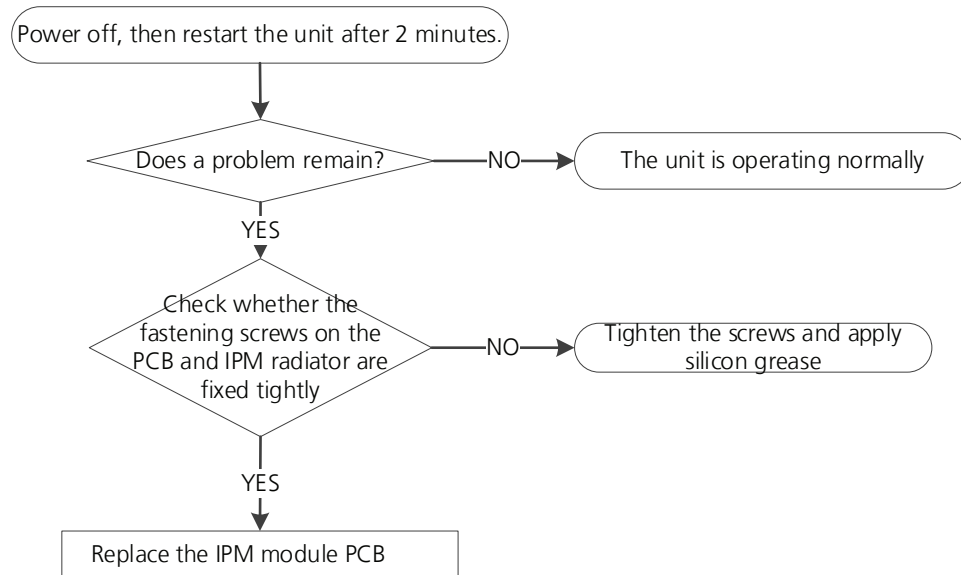 Power off, then restart the unit after 2 minutes.
Does a problem remain?
NO
The unit is operating normally
YES
Check whether the
fastening screws on the
PCB and IPM radiator are
fixed tightly
NO
Tighten the screws and apply
silicon grease
YES
Replace the IPM module PCB